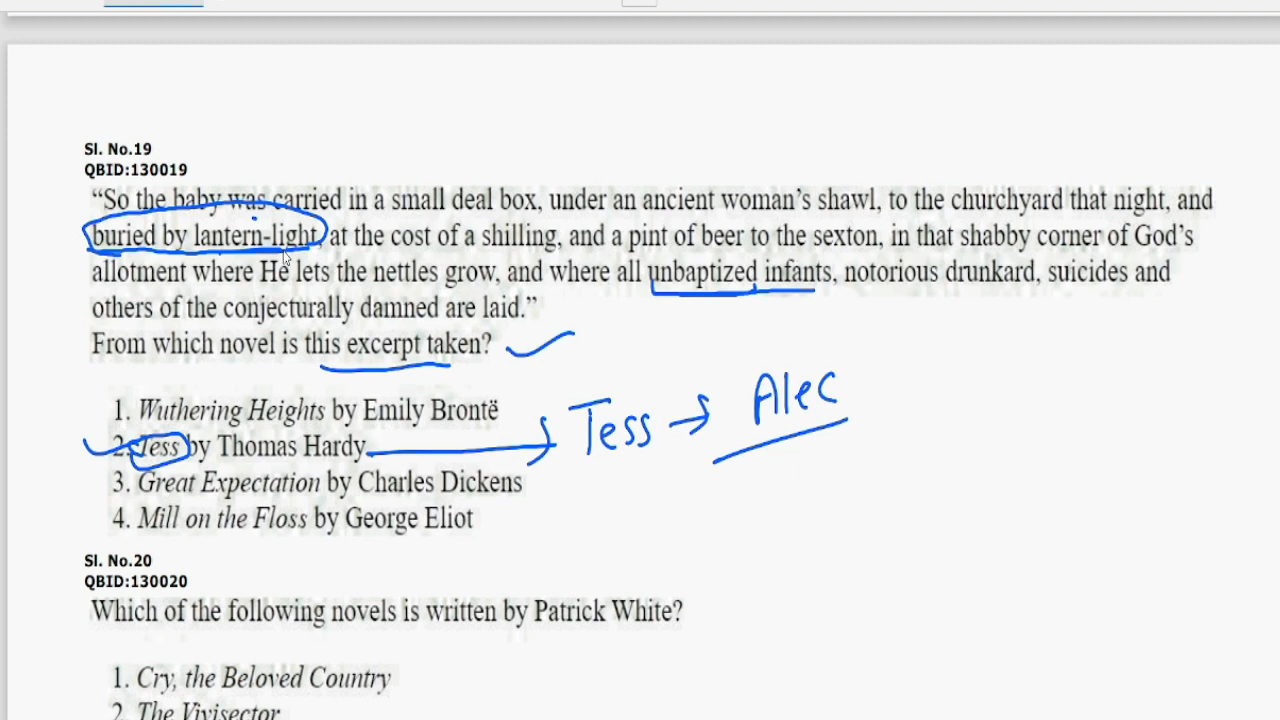 Sl. No.19
QBID:130019
“So the baby was carried in a small deal box, under an ancient woman’s shawl, to the churchyard that night, and
buried by lantern-light, at the cost of a shilling, and a pint of beer to the sexton, in that shabby corner of God’s
allotment where He lets the nettles grow, and where all unbaptized infants, notorious drunkard, suicides and
others of the conjecturally damned are laid.”
From which novel is this excerpt taken?
1. Wuthering Heights by Emily Brontë
2. Tess by Thomas Hardy Tess → Alec
3. Great Expectation by Charles Dickens
4. Mill on the Floss by George Eliot
Sl. No.20
QBID:130020
Which of the following novels is written by Patrick White?
1. Cry, the Beloved Country
2. The Vivisector